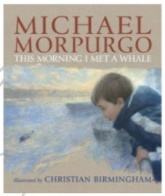 MICHAEL
MORPURGO
THIS MORNING I MET A WHALE
illustrated by CHRISTIAN BIRMINGHAM